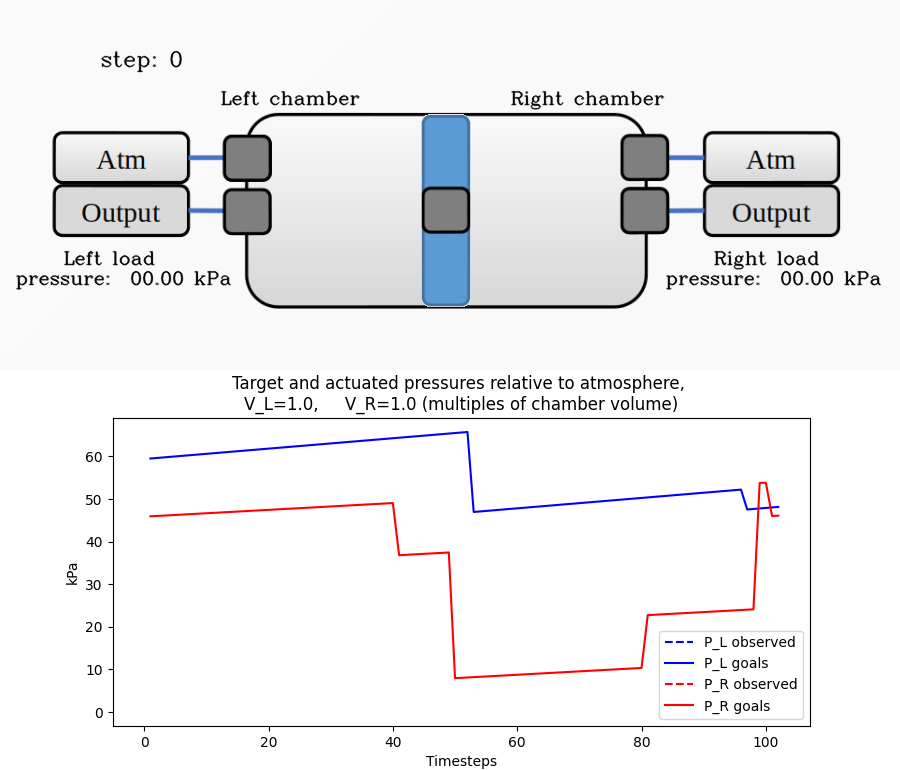 step: 0
Left chamber
Right chamber
Atm
Atm
Output
Output
Left load
pressure: 00.00 kPa
Right load
pressure: 00.00 kPa
Target and actuated pressures relative to atmosphere,
V_L=1.0, V_R=1.0 (multiples of chamber volume)
kPa
60
50
40
30
20
10
0
P_L observed
P_L goals
P_R observed
P_R goals
0 20 40 60 80 100
Timesteps